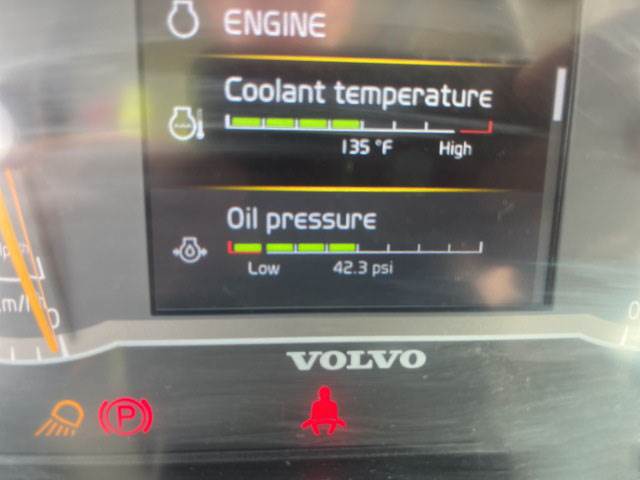 ENGINE
Coolant temperature
135 °F High
Oil pressure
Low 42.3 psi
VOLVO
P